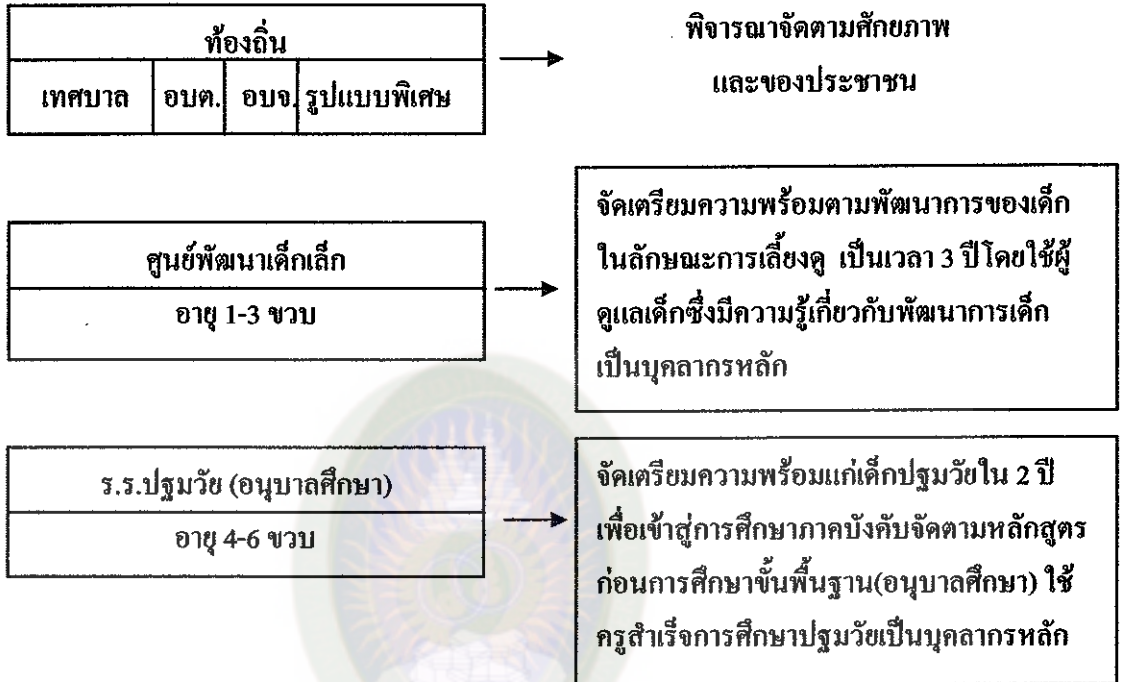 ท้องถิ่น
เทศบาล อบต. อบจ. รูปแบบพิเศษ
พิจารณาจัดตามศักยภาพ
และของประชาชน
ศูนย์พัฒนาเด็กเล็ก
อายุ 1-3 ขวบ
จัดเตรียมความพร้อมตามพัฒนาการของเด็ก
ในลักษณะการเลี้ยงดู เป็นเวลา 3 ปีโดยใช้ผู้
ดูแลเด็กซึ่งมีความรู้เกี่ยวกับพัฒนาการเด็ก
เป็นบุคลากรหลัก
ร.ร.ปฐมวัย (อนุบาลศึกษา)
อายุ 4-6 ขวบ
จัดเตรียมความพร้อมแก่เด็กปฐมวัยใน 2 ปี
เพื่อเข้าสู่การศึกษาภาคบังคับจัดตามหลักสูตร
ก่อนการศึกษาขั้นพื้นฐาน(อนุบาลศึกษา) ใช้
ครูสำเร็จการศึกษาปฐมวัยเป็นบุคลากรหลัก